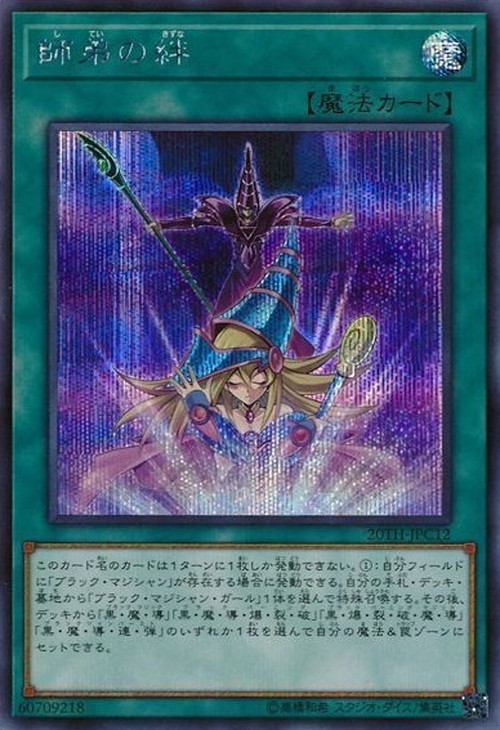 師弟の絆
魔
【魔法カード】
20TH-JPC12
このカード名のカードは1ターンに1枚しか発動できない。①:自分フィールド
に「ブラック・マジシャン」が存在する場合に発動できる。自分の手札・デッキ・
墓地から「ブラック・マジシャン・ガール」1体を選んで特殊召喚する。その後、
デッキから「黒・魔・導」「黒・魔・導・爆・裂・破」「黒・爆・裂・破・魔・導」
「黒・魔・導・連・弾」のいずれか1枚を選んで自分の魔法&罠ゾーンに
セットできる。
60709218
©高橋和希 スタジオ・ダイス/集英社